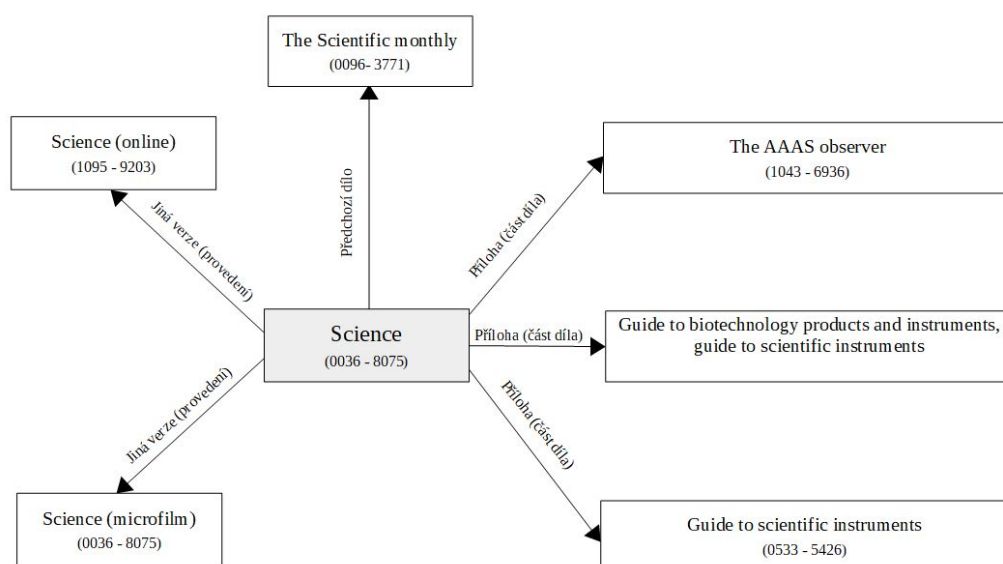 The Scientific monthly
(0096- 3771)
Science (online)
(1095 - 9203)
The AAAS observer
(1043 - 6936)
Předchozí dílo
Jiná verze (provedení)
Příloha (část díla)
Science
(0036 - 8075)
Příloha (část díla)
Guide to biotechnology products and instruments,
guide to scientific instruments
Jiná verze (provedení)
Příloha (část díla)
Science (microfilm)
(0036 - 8075)
Guide to scientific instruments
(0533 - 5426)